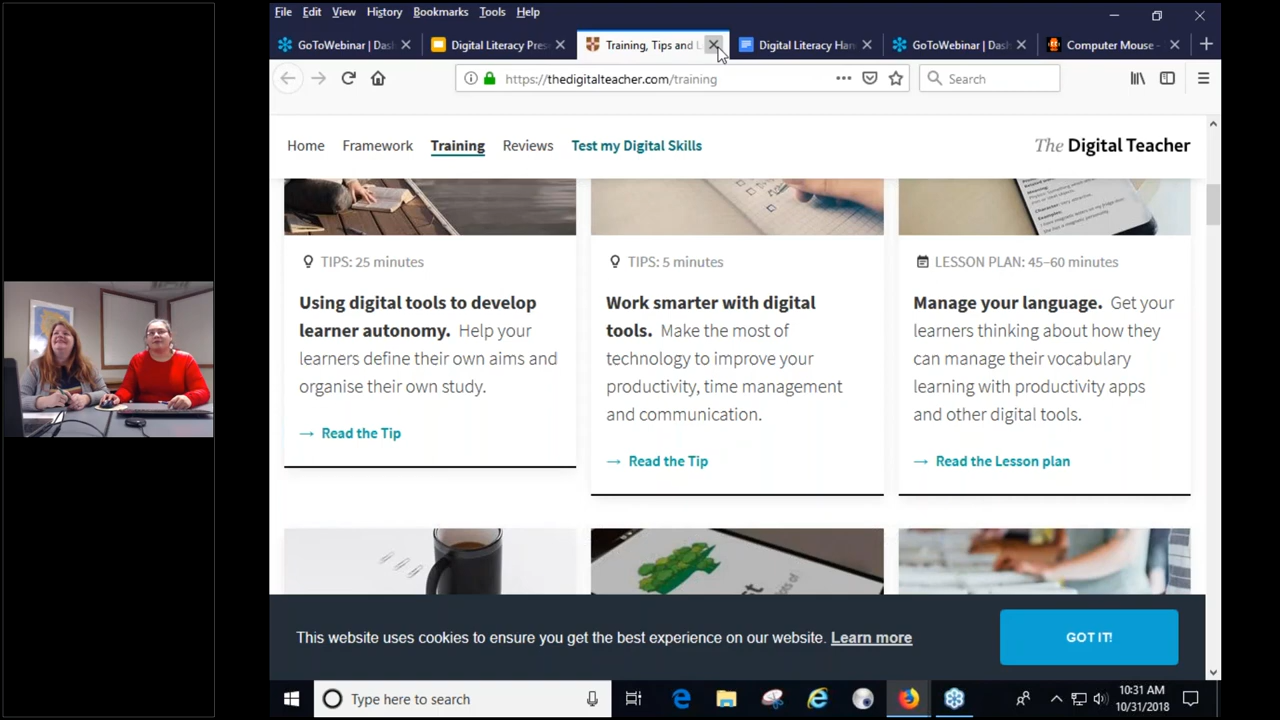 File Edit View History Bookmarks Tools Help
GoToWebinar | Das
Digital Literacy Pres
Training, Tips and L
Digital Literacy Han
GoToWebinar | Das
Computer Mouse -
https://thedigitalteacher.com/training
Search
Home Framework Training Reviews Test my Digital Skills
The Digital Teacher
TIPS: 25 minutes
Using digital tools to develop
learner autonomy. Help your
learners define their own aims and
organise their own study.
→ Read the Tip
TIPS: 5 minutes
Work smarter with digital
tools. Make the most of
technology to improve your
productivity, time management
and communication.
→ Read the Tip
LESSON PLAN: 45–60 minutes
Manage your language. Get your
learners thinking about how they
can manage their vocabulary
learning with productivity apps
and other digital tools.
→ Read the Lesson plan
This website uses cookies to ensure you get the best experience on our website. Learn more
GOT IT!
Type here to search
10:31 AM
10/31/2018